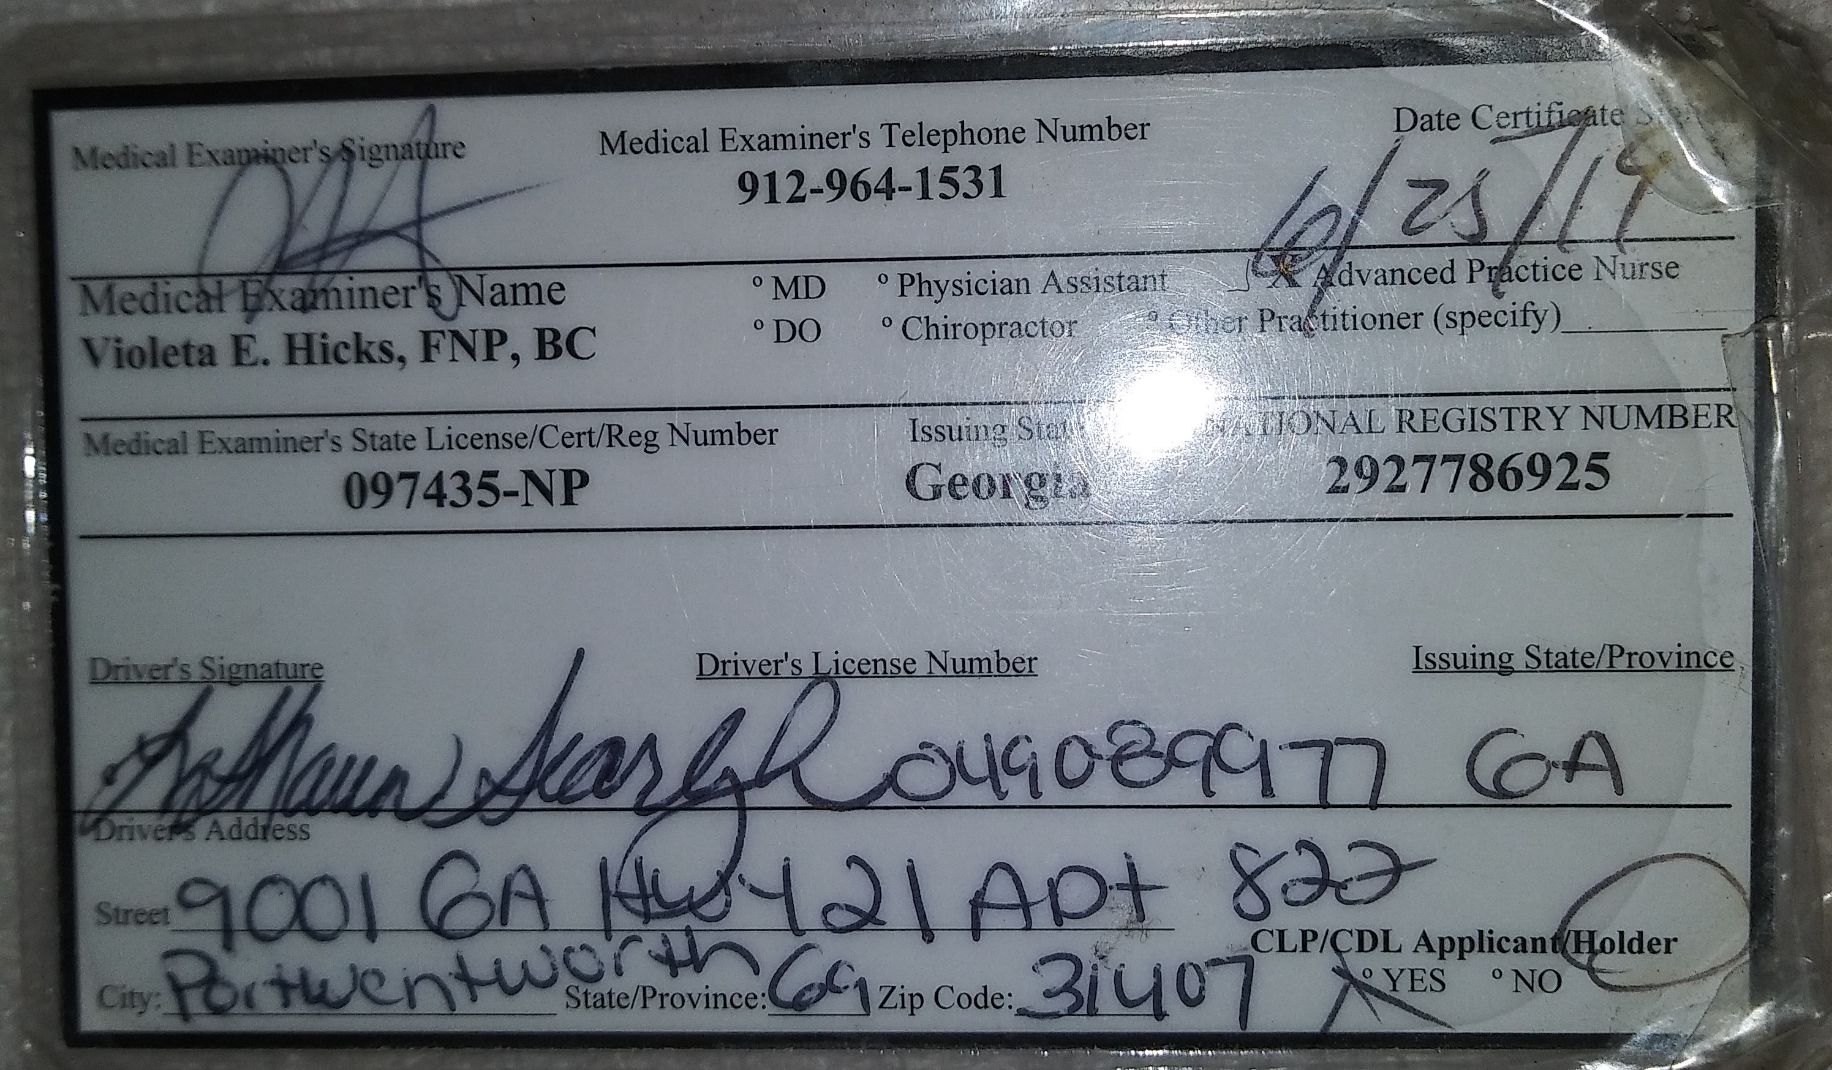 Medical Examiner's Signature Medical Examiner's Telephone Number Date Certificate
912-964-1531 6/25/19
Medical Examiner's Name º MD º Physician Assistant X Advanced Practice Nurse
Violeta E. Hicks, FNP, BC º DO º Chiropractor º Other Practitioner (specify)
Medical Examiner's State License/Cert/Reg Number Issuing State NATIONAL REGISTRY NUMBER
097435-NP Georgia 2927786925
Driver's Signature Driver's License Number Issuing State/Province
049089977 GA
Driver's Address
Street 9001 GA HWY 21 APt 822
CLP/CDL Applicant/Holder
City: Portwentworth State/Province: Ga Zip Code: 31407 X º YES º NO